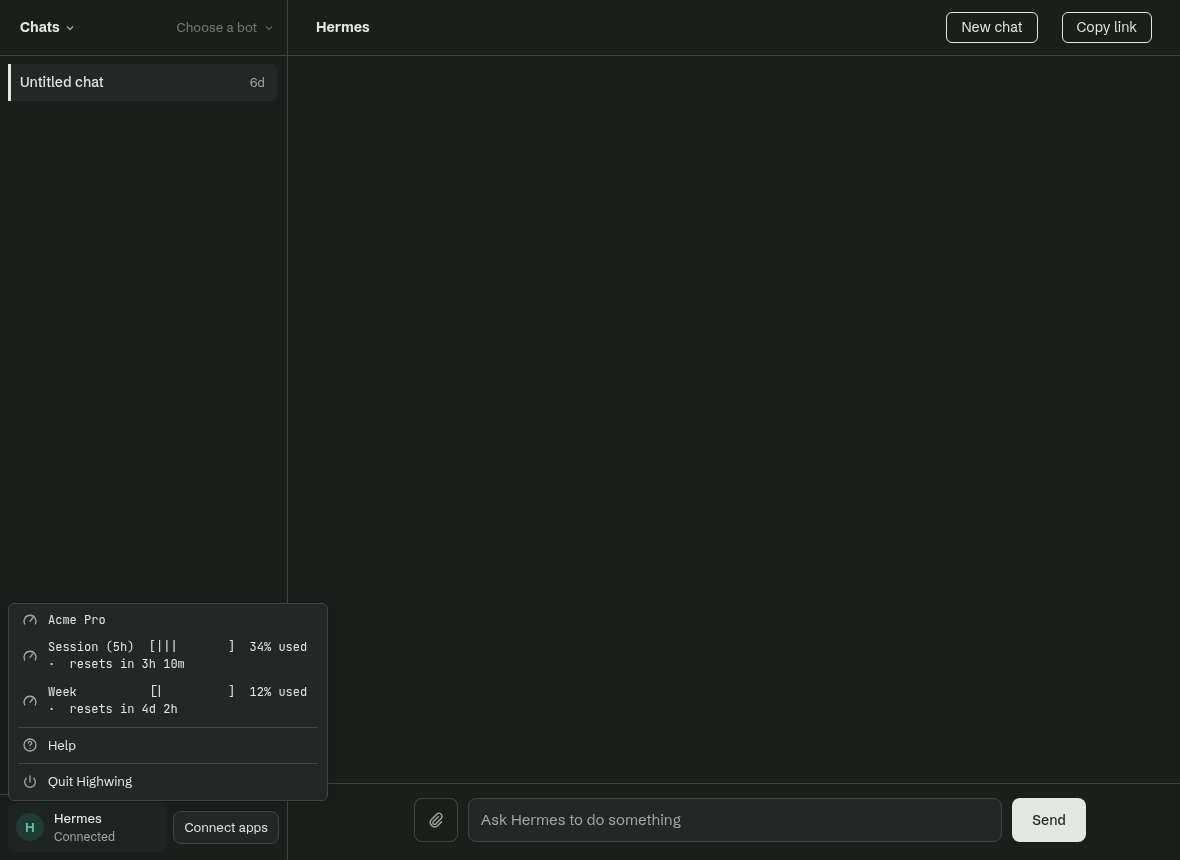 Chats
Choose a bot
Hermes
New chat
Copy link
Untitled chat
6d
Acme Pro
Session (5h)  [|||       ]  34% used
·  resets in 3h 10m
Week          [|         ]  12% used
·  resets in 4d 2h
Help
Quit Highwing
H
Hermes
Connected
Connect apps
Ask Hermes to do something
Send